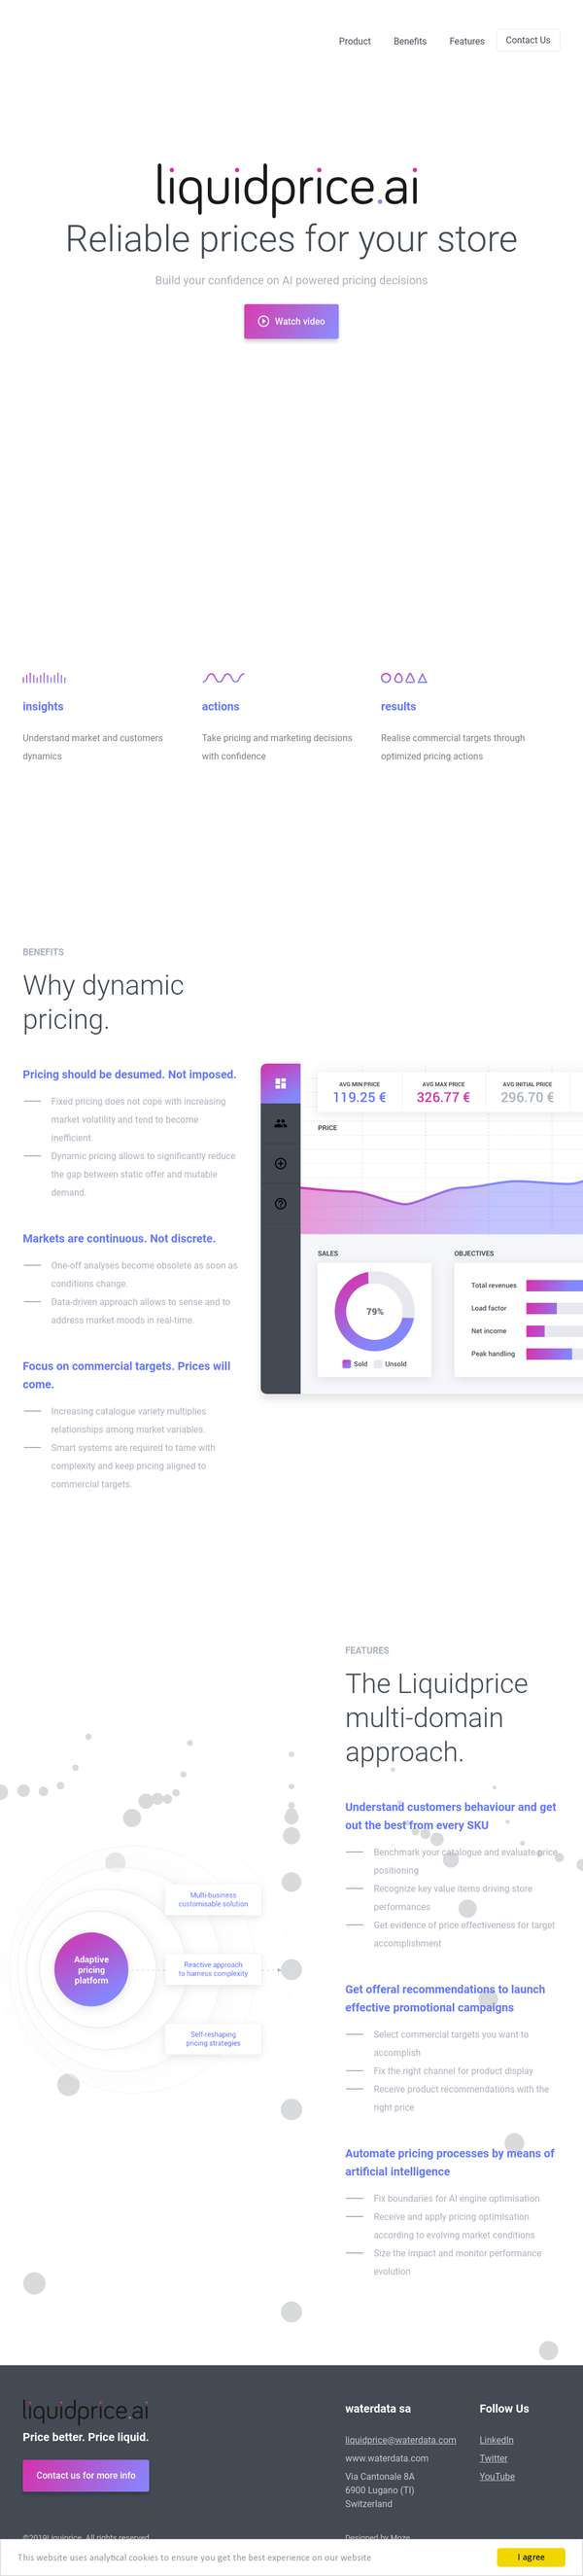 Product Benefits Features Contact Us
liquidprice.ai
Reliable prices for your store
Build your confidence on AI powered pricing decisions
Watch video
insights
Understand market and customers
dynamics
actions
Take pricing and marketing decisions
with confidence
results
Realise commercial targets through
optimized pricing actions
BENEFITS
Why dynamic
pricing.
Pricing should be desumed. Not imposed.
Fixed pricing does not cope with increasing
market volatility and tend to become
inefficient.
Dynamic pricing allows to significantly reduce
the gap between static offer and mutable
demand.
Markets are continuous. Not discrete.
One-off analyses become obsolete as soon as
conditions change.
Data-driven approach allows to sense and to
address market moods in real-time.
Focus on commercial targets. Prices will
come.
Increasing catalogue variety multiplies
relationships among market variables.
Smart systems are required to tame with
complexity and keep pricing aligned to
commercial targets.
AVG MIN PRICE
119.25 €
AVG MAX PRICE
326.77 €
AVG INITIAL PRICE
296.70 €
PRICE
SALES
79%
Sold Unsold
OBJECTIVES
Total revenues
Load factor
Net income
Peak handling
FEATURES
The Liquidprice
multi-domain
approach.
Understand customers behaviour and get
out the best from every SKU
Benchmark your catalogue and evaluate price
positioning
Recognize key value items driving store
performances
Get evidence of price effectiveness for target
accomplishment
Get offeral recommendations to launch
effective promotional campaigns
Select commercial targets you want to
accomplish
Fix the right channel for product display
Receive product recommendations with the
right price
Automate pricing processes by means of
artificial intelligence
Fix boundaries for AI engine optimisation
Receive and apply pricing optimisation
according to evolving market conditions
Size the impact and monitor performance
evolution
Adaptive
pricing
platform
Multi-business
customisable solution
Reactive approach
to harness complexity
Self-reshaping
pricing strategies
liquidprice.ai
Price better. Price liquid.
Contact us for more info
waterdata sa
liquidprice@waterdata.com
www.waterdata.com
Via Cantonale 8A
6900 Lugano (TI)
Switzerland
Follow Us
LinkedIn
Twitter
YouTube
©2019Liquiprice. All rights reserved
Designed by Moze
This website uses analytical cookies to ensure you get the best experience on our website
I agree